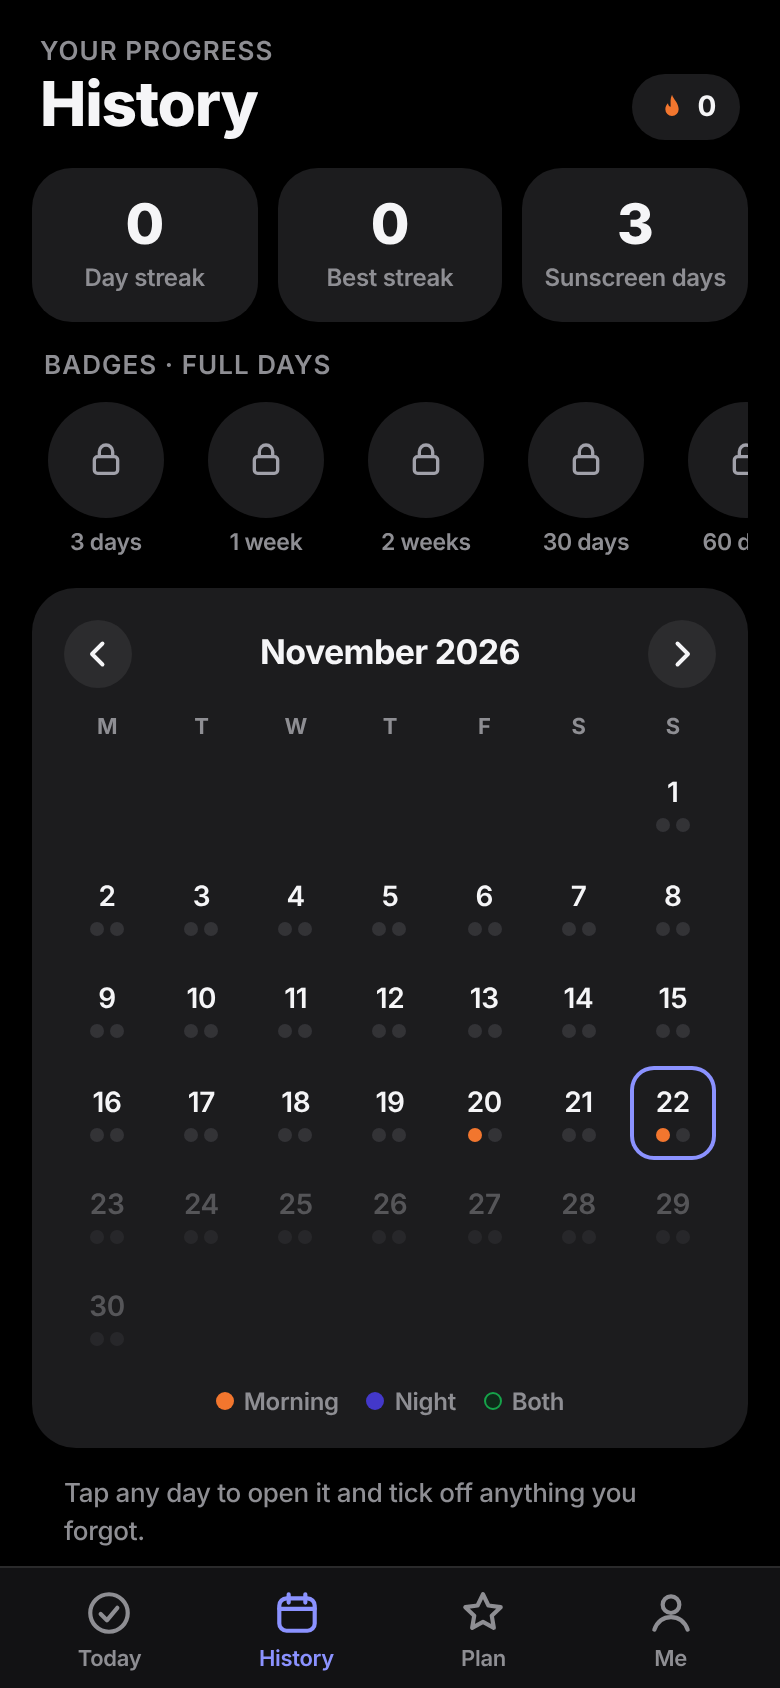 YOUR PROGRESS
History
0
0
0
3
Day streak
Best streak
Sunscreen days
BADGES · FULL DAYS
3 days
1 week
2 weeks
30 days
60 d
November 2026
M T W T F S S
1
2 3 4 5 6 7 8
9 10 11 12 13 14 15
16 17 18 19 20 21 22
23 24 25 26 27 28 29
30
Morning
Night
Both
Tap any day to open it and tick off anything you
forgot.
Today
History
Plan
Me